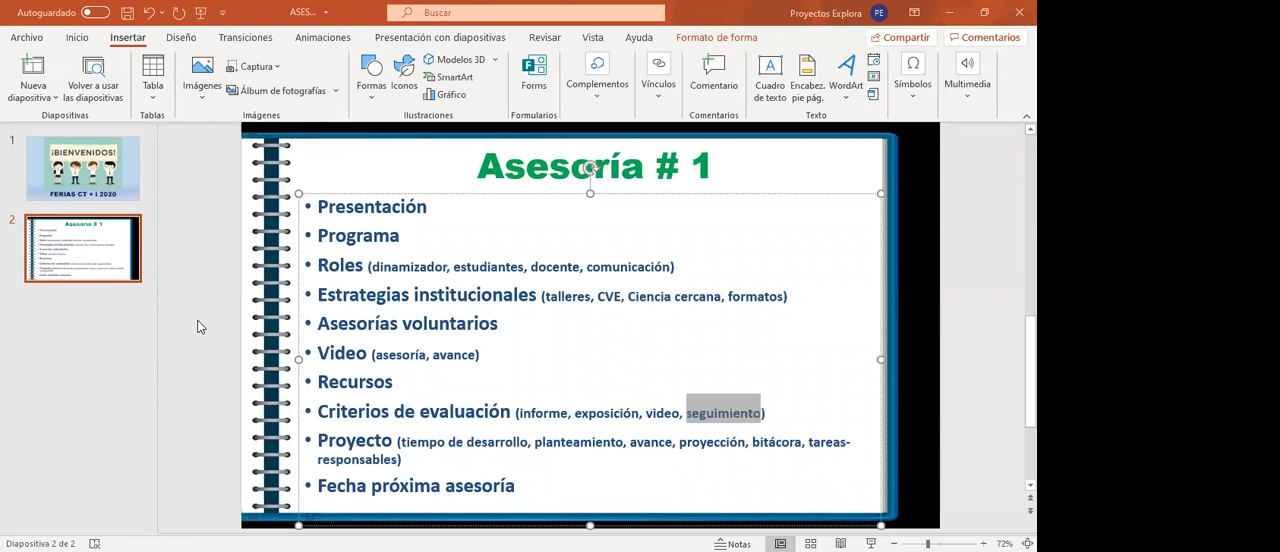 Autoguardado
ASES...
Buscar
Proyectos Explora
PE
Archivo
Inicio
Insertar
Diseño
Transiciones
Animaciones
Presentación con diapositivas
Revisar
Vista
Ayuda
Formato de forma
Compartir
Comentarios
Nueva diapositiva
Volver a usar las diapositivas
Diapositivas
Tabla
Tablas
Imágenes
Captura
Álbum de fotografías
Imágenes
Formas
Iconos
Modelos 3D
SmartArt
Gráfico
Ilustraciones
Forms
Formularios
Complementos
Vínculos
Comentario
Comentarios
Cuadro de texto
Encabez. pie pág.
WordArt
Texto
Símbolos
Multimedia
1
¡BIENVENIDOS!
FERIAS CT + i 2020
2
Asesoría # 1
• Presentación
• Programa
• Roles (dinamizador, estudiantes, docente, comunicación)
• Estrategias institucionales (talleres, CVE, Ciencia cercana, formatos)
• Asesorías voluntarios
• Video (asesoría, avance)
• Recursos
• Criterios de evaluación (informe, exposición, video, seguimiento)
• Proyecto (tiempo de desarrollo, planteamiento, avance, proyección, bitácora, tareas-
responsables)
• Fecha próxima asesoría
Diapositiva 2 de 2
Notas
72%